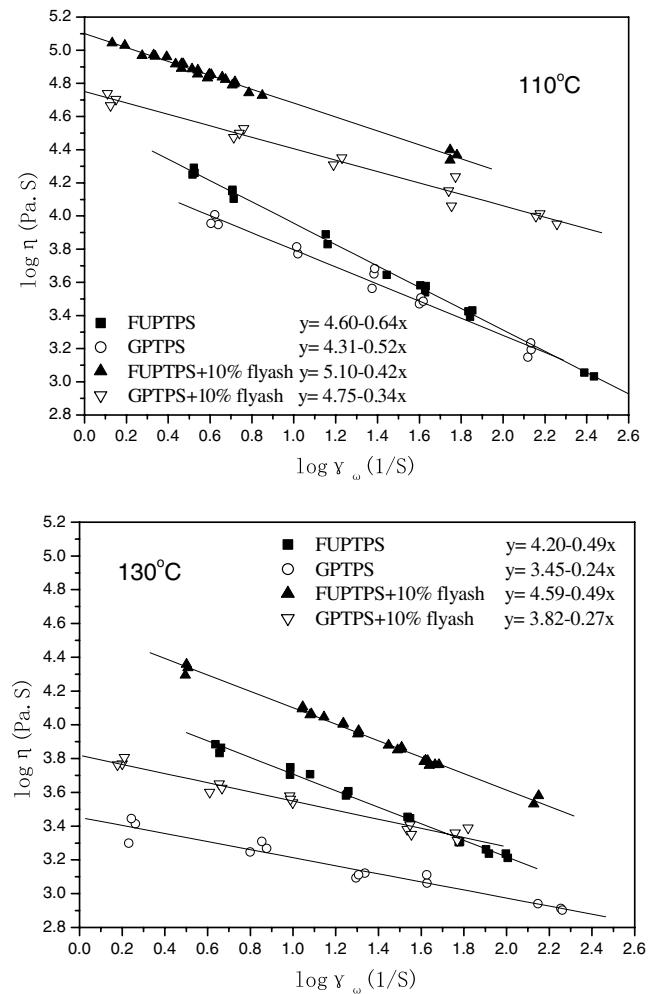 5.2
5.0
4.8
4.6
4.4
4.2
4.0
3.8
3.6
3.4
3.2
3.0
2.8
log η (Pa. S)
110°C
FUPTPS y= 4.60-0.64x
GPTPS y= 4.31-0.52x
FUPTPS+10% flyash y= 5.10-0.42x
GPTPS+10% flyash y= 4.75-0.34x
0.0 0.2 0.4 0.6 0.8 1.0 1.2 1.4 1.6 1.8 2.0 2.2 2.4 2.6
log γω (1/S)
5.2
5.0
4.8
4.6
4.4
4.2
4.0
3.8
3.6
3.4
3.2
3.0
2.8
log η (Pa. S)
130°C
FUPTPS y= 4.20-0.49x
GPTPS y= 3.45-0.24x
FUPTPS+10% flyash y= 4.59-0.49x
GPTPS+10% flyash y= 3.82-0.27x
0.0 0.2 0.4 0.6 0.8 1.0 1.2 1.4 1.6 1.8 2.0 2.2 2.4 2.6
log γω (1/S)